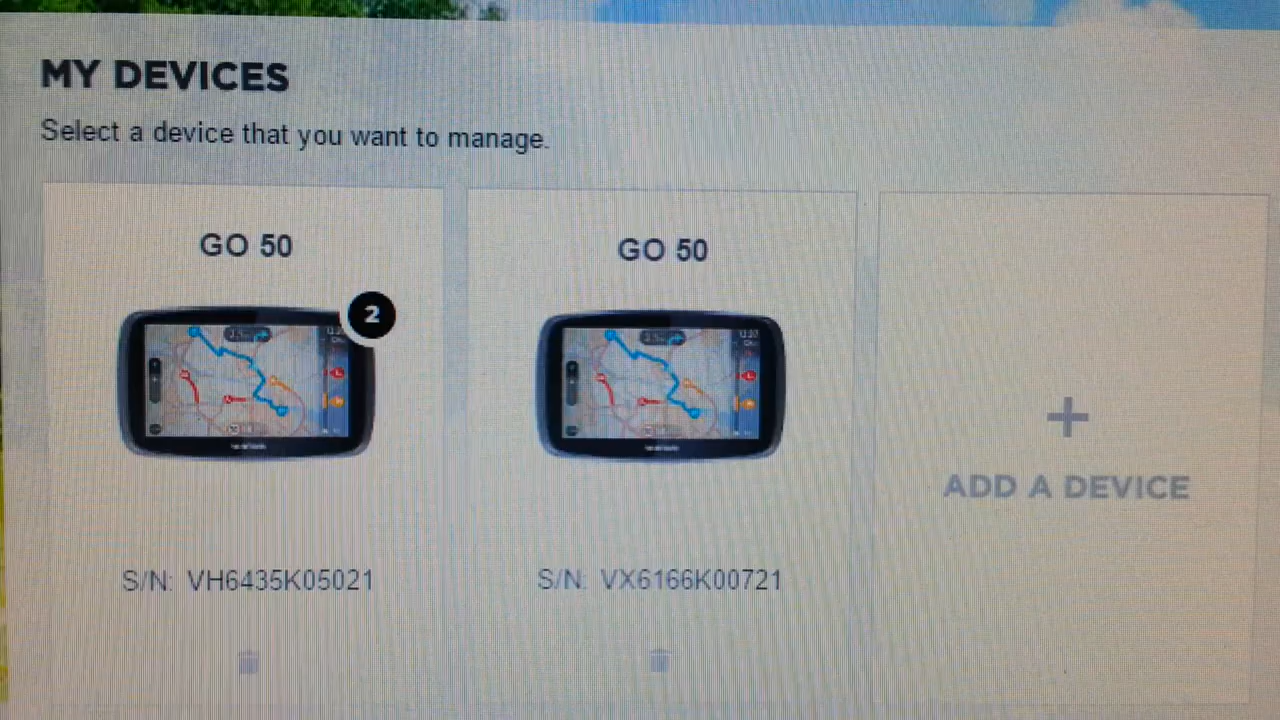 MY DEVICES
Select a device that you want to manage.
GO 50
2
S/N: VH6435K05021
GO 50
S/N: VX6166K00721
+
ADD A DEVICE